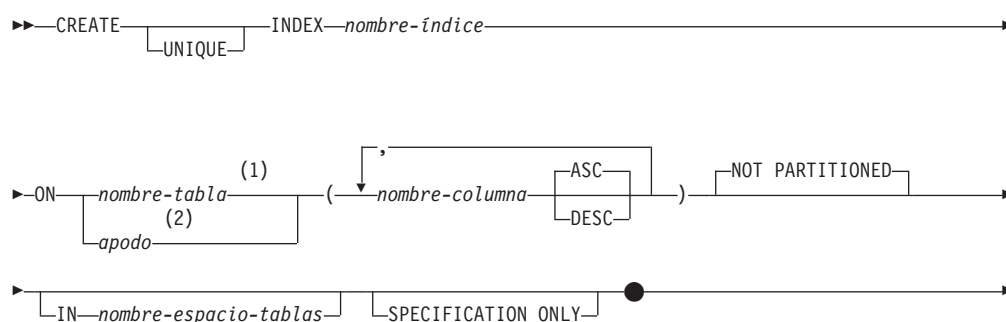 CREATE INDEX nombre-índice
UNIQUE
,
(1) ASC NOT PARTITIONED
ON nombre-tabla ( nombre-columna )
(2) DESC
apodo
IN nombre-espacio-tablas SPECIFICATION ONLY